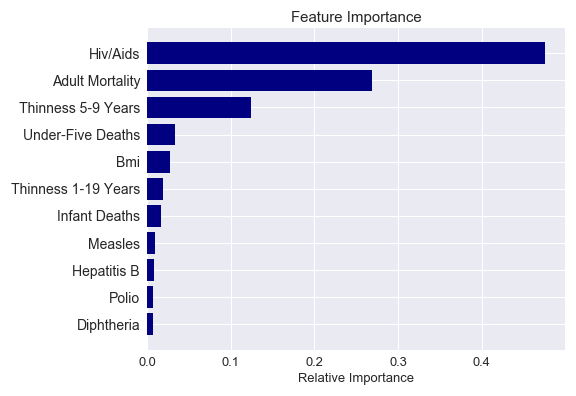 Feature Importance
Hiv/Aids
Adult Mortality
Thinness 5-9 Years
Under-Five Deaths
Bmi
Thinness 1-19 Years
Infant Deaths
Measles
Hepatitis B
Polio
Diphtheria
0.0 0.1 0.2 0.3 0.4
Relative Importance